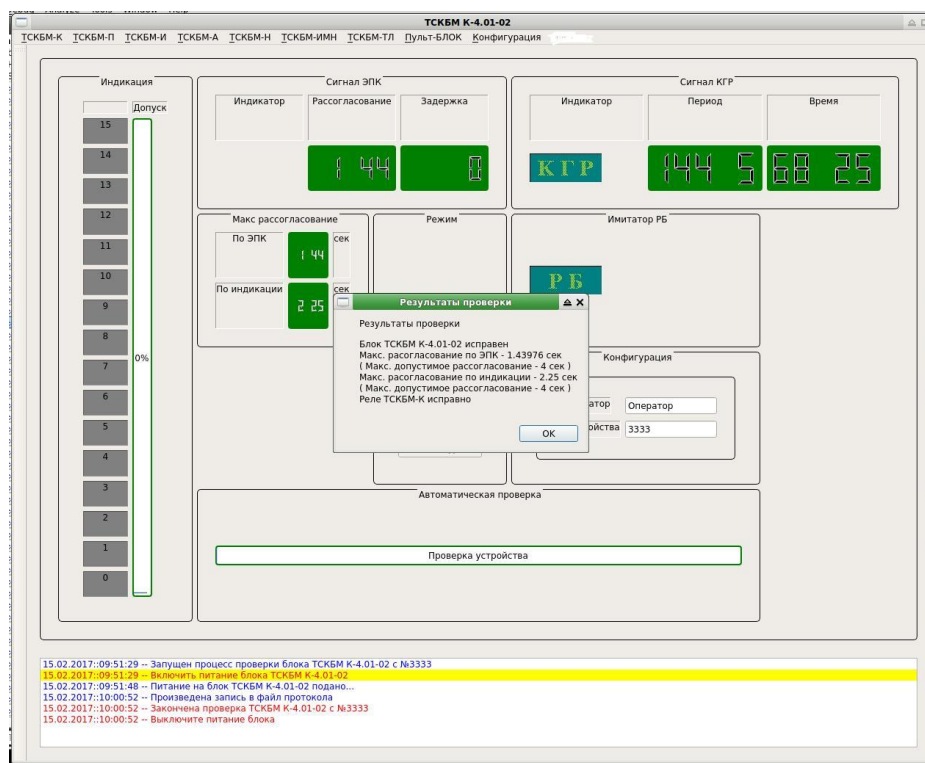 ТСКБМ К-4.01-02
ТСКБМ-К ТСКБМ-П ТСКБМ-И ТСКБМ-А ТСКБМ-Н ТСКБМ-ИМН ТСКБМ-ТЛ Пульт-БЛОК Конфигурация
Индикация
Допуск
15
14
13
12
11
10
9
8
7
6
5
4
3
2
1
0
0%
Сигнал ЭПК
Индикатор Рассогласование Задержка
1 44 0
Сигнал КГР
Индикатор Период Время
КГР 144 5 68 25
Макс рассогласование
По ЭПК 1 44 сек
По индикации 2 25 сек
Режим
Имитатор РБ
РБ
Результаты проверки
Результаты проверки
Блок ТСКБМ К-4.01-02 исправен
Макс. расогласование по ЭПК - 1.43976 сек
( Макс. допустимое рассогласование - 4 сек )
Макс. расогласование по индикации - 2.25 сек
( Макс. допустимое рассогласование - 4 сек )
Реле ТСКБМ-К исправно
OK
Конфигурация
Оператор
3333
Автоматическая проверка
Проверка устройства
15.02.2017::09:51:29 -- Запущен процесс проверки блока ТСКБМ К-4.01-02 с №3333
15.02.2017::09:51:29 -- Включить питание блока ТСКБМ К-4.01-02
15.02.2017::09:51:48 -- Питание на блок ТСКБМ К-4.01-02 подано...
15.02.2017::10:00:52 -- Произведена запись в файл протокола
15.02.2017::10:00:52 -- Закончена проверка ТСКБМ К-4.01-02 с №3333
15.02.2017::10:00:52 -- Выключите питание блока